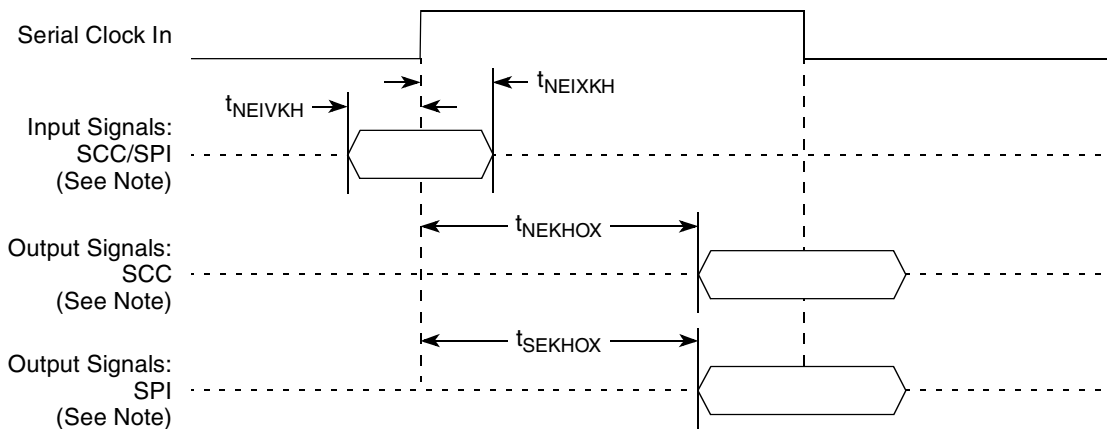 Serial Clock In
tNEIXKH
tNEIVKH
Input Signals:
SCC/SPI
(See Note)
tNEKHOX
Output Signals:
SCC
(See Note)
tSEKHOX
Output Signals:
SPI
(See Note)